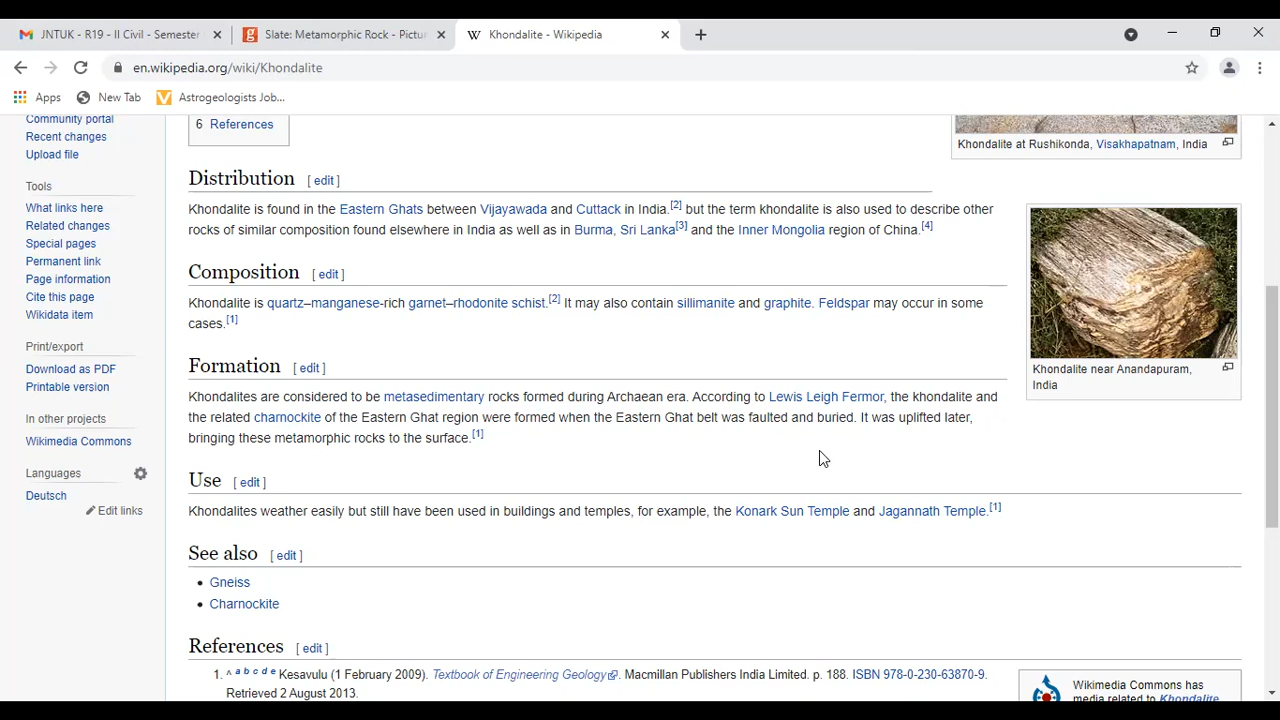 JNTUK - R19 - II Civil - Semester
Slate: Metamorphic Rock - Pictu
Khondalite - Wikipedia
en.wikipedia.org/wiki/Khondalite
Apps
New Tab
Astrogeologists Job...
Community portal
Recent changes
Upload file
Tools
What links here
Related changes
Special pages
Permanent link
Page information
Cite this page
Wikidata item
Print/export
Download as PDF
Printable version
In other projects
Wikimedia Commons
Languages
Deutsch
Edit links
6 References
Khondalite at Rushikonda, Visakhapatnam, India
Distribution [ edit ]
Khondalite is found in the Eastern Ghats between Vijayawada and Cuttack in India.[2] but the term khondalite is also used to describe other
rocks of similar composition found elsewhere in India as well as in Burma, Sri Lanka[3] and the Inner Mongolia region of China.[4]
Composition [ edit ]
Khondalite is quartz–manganese-rich garnet–rhodonite schist.[2] It may also contain sillimanite and graphite. Feldspar may occur in some
cases.[1]
Khondalite near Anandapuram,
India
Formation [ edit ]
Khondalites are considered to be metasedimentary rocks formed during Archaean era. According to Lewis Leigh Fermor, the khondalite and
the related charnockite of the Eastern Ghat region were formed when the Eastern Ghat belt was faulted and buried. It was uplifted later,
bringing these metamorphic rocks to the surface.[1]
Use [ edit ]
Khondalites weather easily but still have been used in buildings and temples, for example, the Konark Sun Temple and Jagannath Temple.[1]
See also [ edit ]
• Gneiss
• Charnockite
References [ edit ]
1. ^ a b c d e Kesavulu (1 February 2009). Textbook of Engineering Geology. Macmillan Publishers India Limited. p. 188. ISBN 978-0-230-63870-9.
Retrieved 2 August 2013.
Wikimedia Commons has
media related to Khondalite